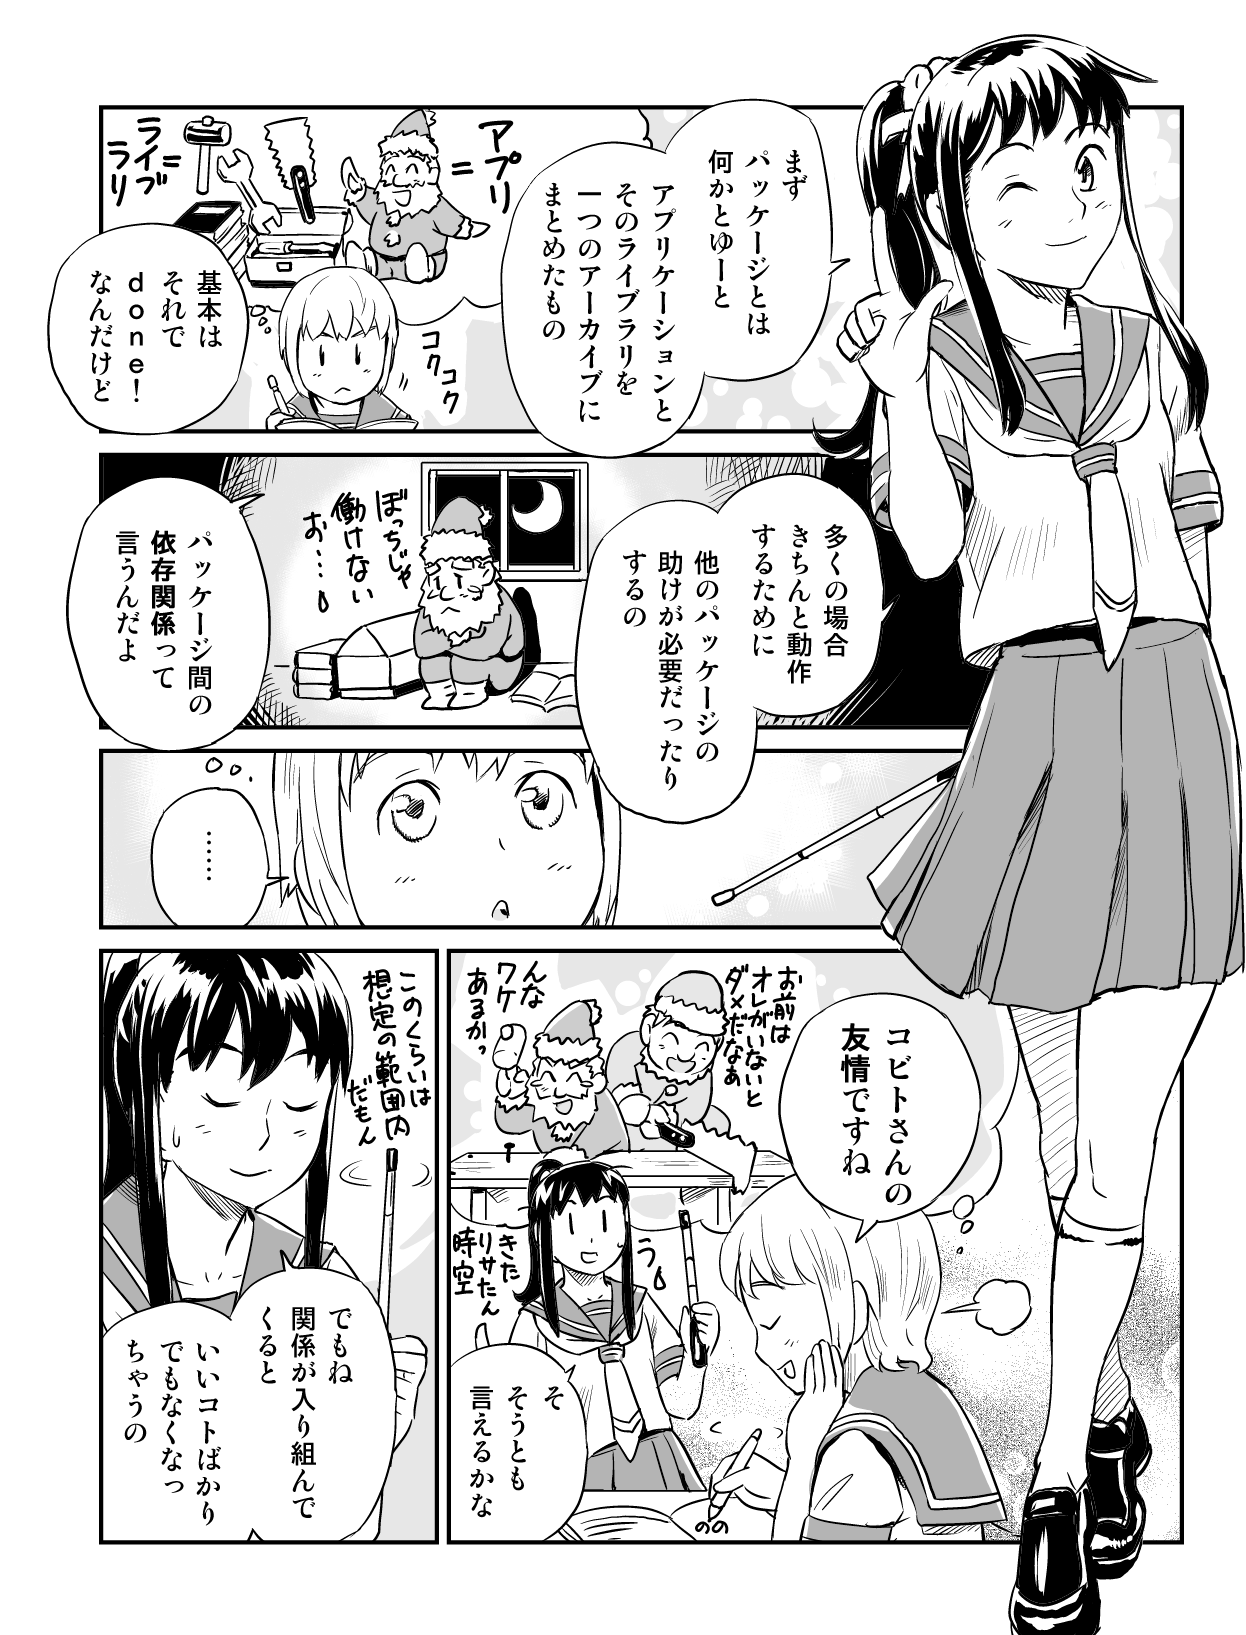 まず
パッケージとは
何かとゆーと
アプリケーションと
そのライブラリを
一つのアーカイブに
まとめたもの
アプリ
=
ライブ
ラリ
=
コクコク
コク
基本は
それで
done!
なんだけど
多くの場合
きちんと動作
するために
他のパッケージの
助けが必要だったり
するの
ぼっちじゃ
働けない
お…
パッケージ間の
依存関係って
言うんだよ
……
コビトさんの
友情ですね
お前は
オレがいないと
ダメだなぁ
んな
ワケ
あるかっ
う
きた
リサたん
時空
そ
そうとも
言えるかな
のの
このくらいは
想定の範囲内
だもん
でもね
関係が入り組んで
くると
いいコトばかり
でもなくなっ
ちゃうの